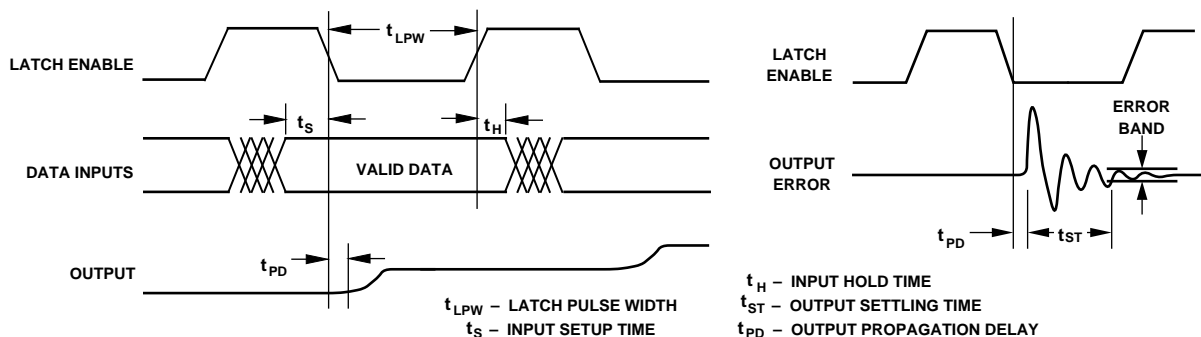 LATCH ENABLE
DATA INPUTS
OUTPUT
tLPW
tS
tH
VALID DATA
tPD
tLPW – LATCH PULSE WIDTH
tS – INPUT SETUP TIME
LATCH
ENABLE
OUTPUT
ERROR
ERROR
BAND
tPD
tST
tH – INPUT HOLD TIME
tST – OUTPUT SETTLING TIME
tPD – OUTPUT PROPAGATION DELAY